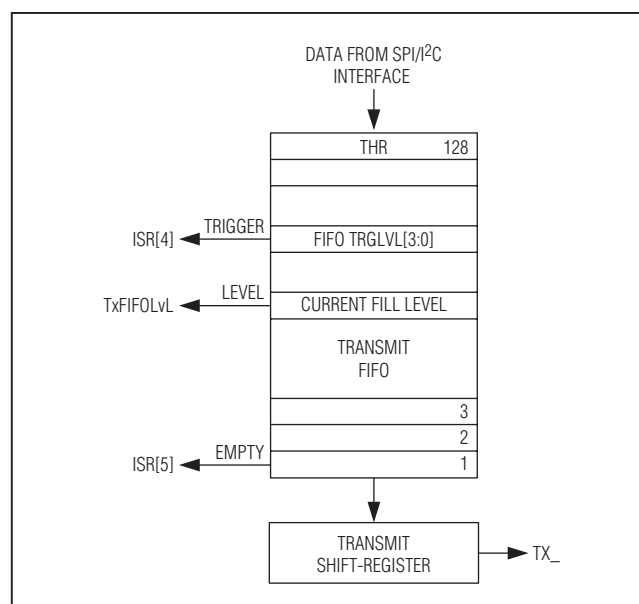 DATA FROM SPI/I2C
INTERFACE
THR 128
TRIGGER
ISR[4]
FIFO TRGLVL[3:0]
LEVEL
TxFIFOLvL
CURRENT FILL LEVEL
TRANSMIT
FIFO
3
2
EMPTY
ISR[5]
1
TRANSMIT
SHIFT-REGISTER
TX_